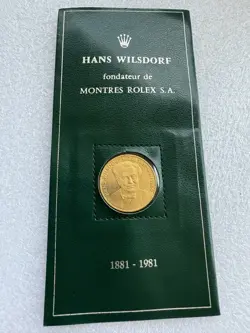 HANS WILSDORF
fondateur de
MONTRES ROLEX S.A.
1881 - 1981